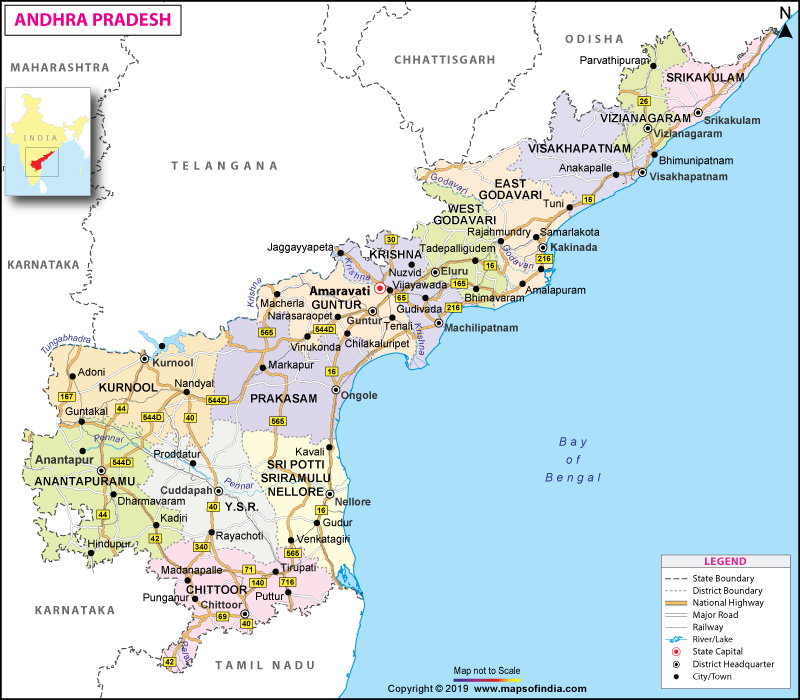 ANDHRA PRADESH
N
ODISHA
MAHARASHTRA
CHHATTISGARH
Parvathipuram
SRIKAKULAM
INDIA
26
Srikakulam
VIZIANAGARAM
Vizianagaram
VISAKHAPATNAM
Bhimunipatnam
TELANGANA
Anakapalle
Visakhapatnam
Godavari
EAST
GODAVARI
16
Tuni
WEST
GODAVARI
Rajahmundry
Samarlakota
30
Jaggayyapeta
KRISHNA
Tadepalligudem
Kakinada
Godavari
216
KARNATAKA
Krishna
Nuzvid
Eluru
16
Krishna
Amaravati
Vijayawada
165
Amalapuram
Macherla
GUNTUR
65
Bhimavaram
Gudivada
216
Narasaraopet
Guntur
Tenali
Machilipatnam
565
544D
Krishna
Tungabhadra
Vinukonda
Chilakaluripet
Kurnool
Adoni
Markapur
16
KURNOOL
Nandyal
167
544D
PRAKASAM
Ongole
Guntakal
44
544D
40
565
Pennar
Kavali
Anantapur
544D
Proddatur
SRI POTTI
SRIRAMULU
NELLORE
ANANTAPURAMU
Cuddapah
Pennar
Nellore
Bay
of
Bengal
Dharmavaram
Y.S.R.
44
40
16
Kadiri
Gudur
42
Rayachoti
Venkatagiri
Hindupur
340
565
Madanapalle
71
Tirupati
CHITTOOR
140
716
Punganur
Chittoor
Puttur
KARNATAKA
69
40
Palar
42
TAMIL NADU
LEGEND
State Boundary
District Boundary
National Highway
Major Road
Railway
River/Lake
State Capital
District Headquarter
City/Town
Map not to Scale
Copyright © 2019 www.mapsofindia.com